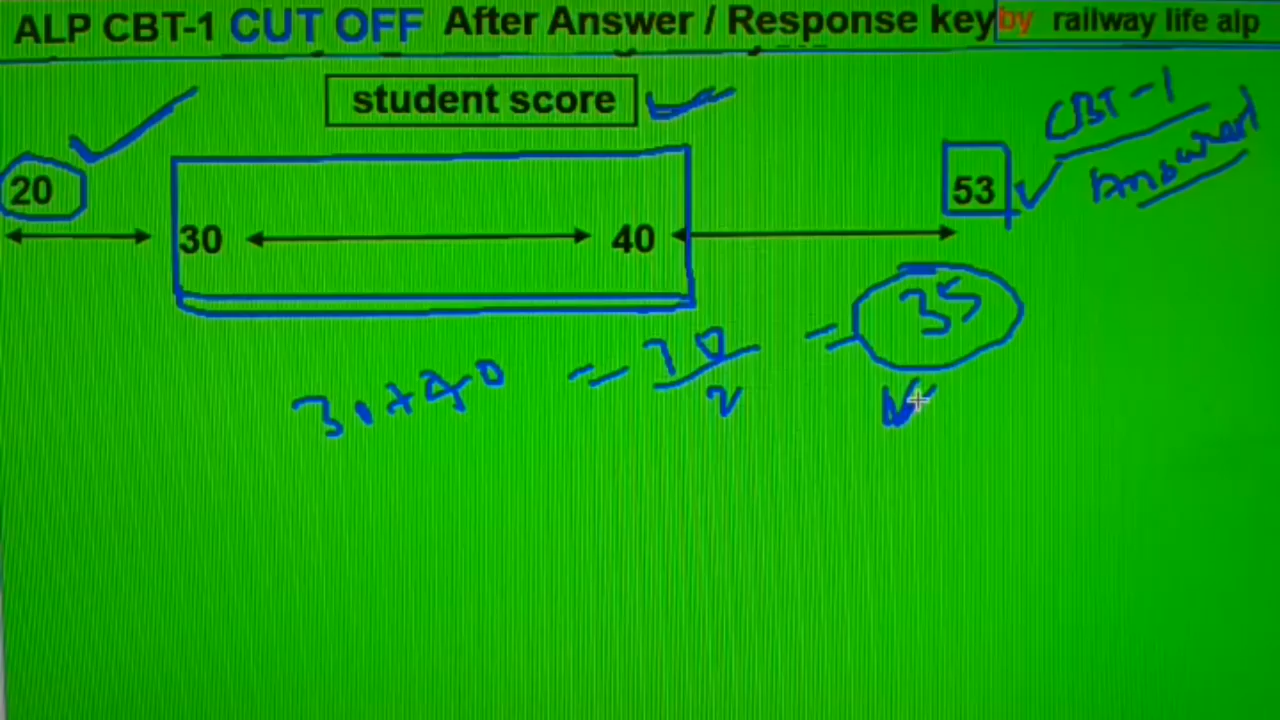 ALP CBT-1 CUT OFF After Answer / Response key by railway life alp
student score
CBT-1
Answer
20
53
30
40
30+40 = 70/2 = 35